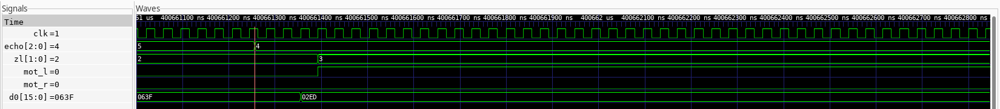 Signals
Waves
Time
61 us 400661100 ns 400661200 ns 400661300 ns 400661400 ns 400661500 ns 400661600 ns 400661700 ns 400661800 ns 400661900 ns 400662 us 400662100 ns 400662200 ns 400662300 ns 400662400 ns 400662500 ns 400662600 ns 400662700 ns 400662800 ns
clk =1
echo[2:0] =4
5 4
zl[1:0] =2
2 3
mot_l =0
mot_r =0
d0[15:0] =063F
063F 02ED